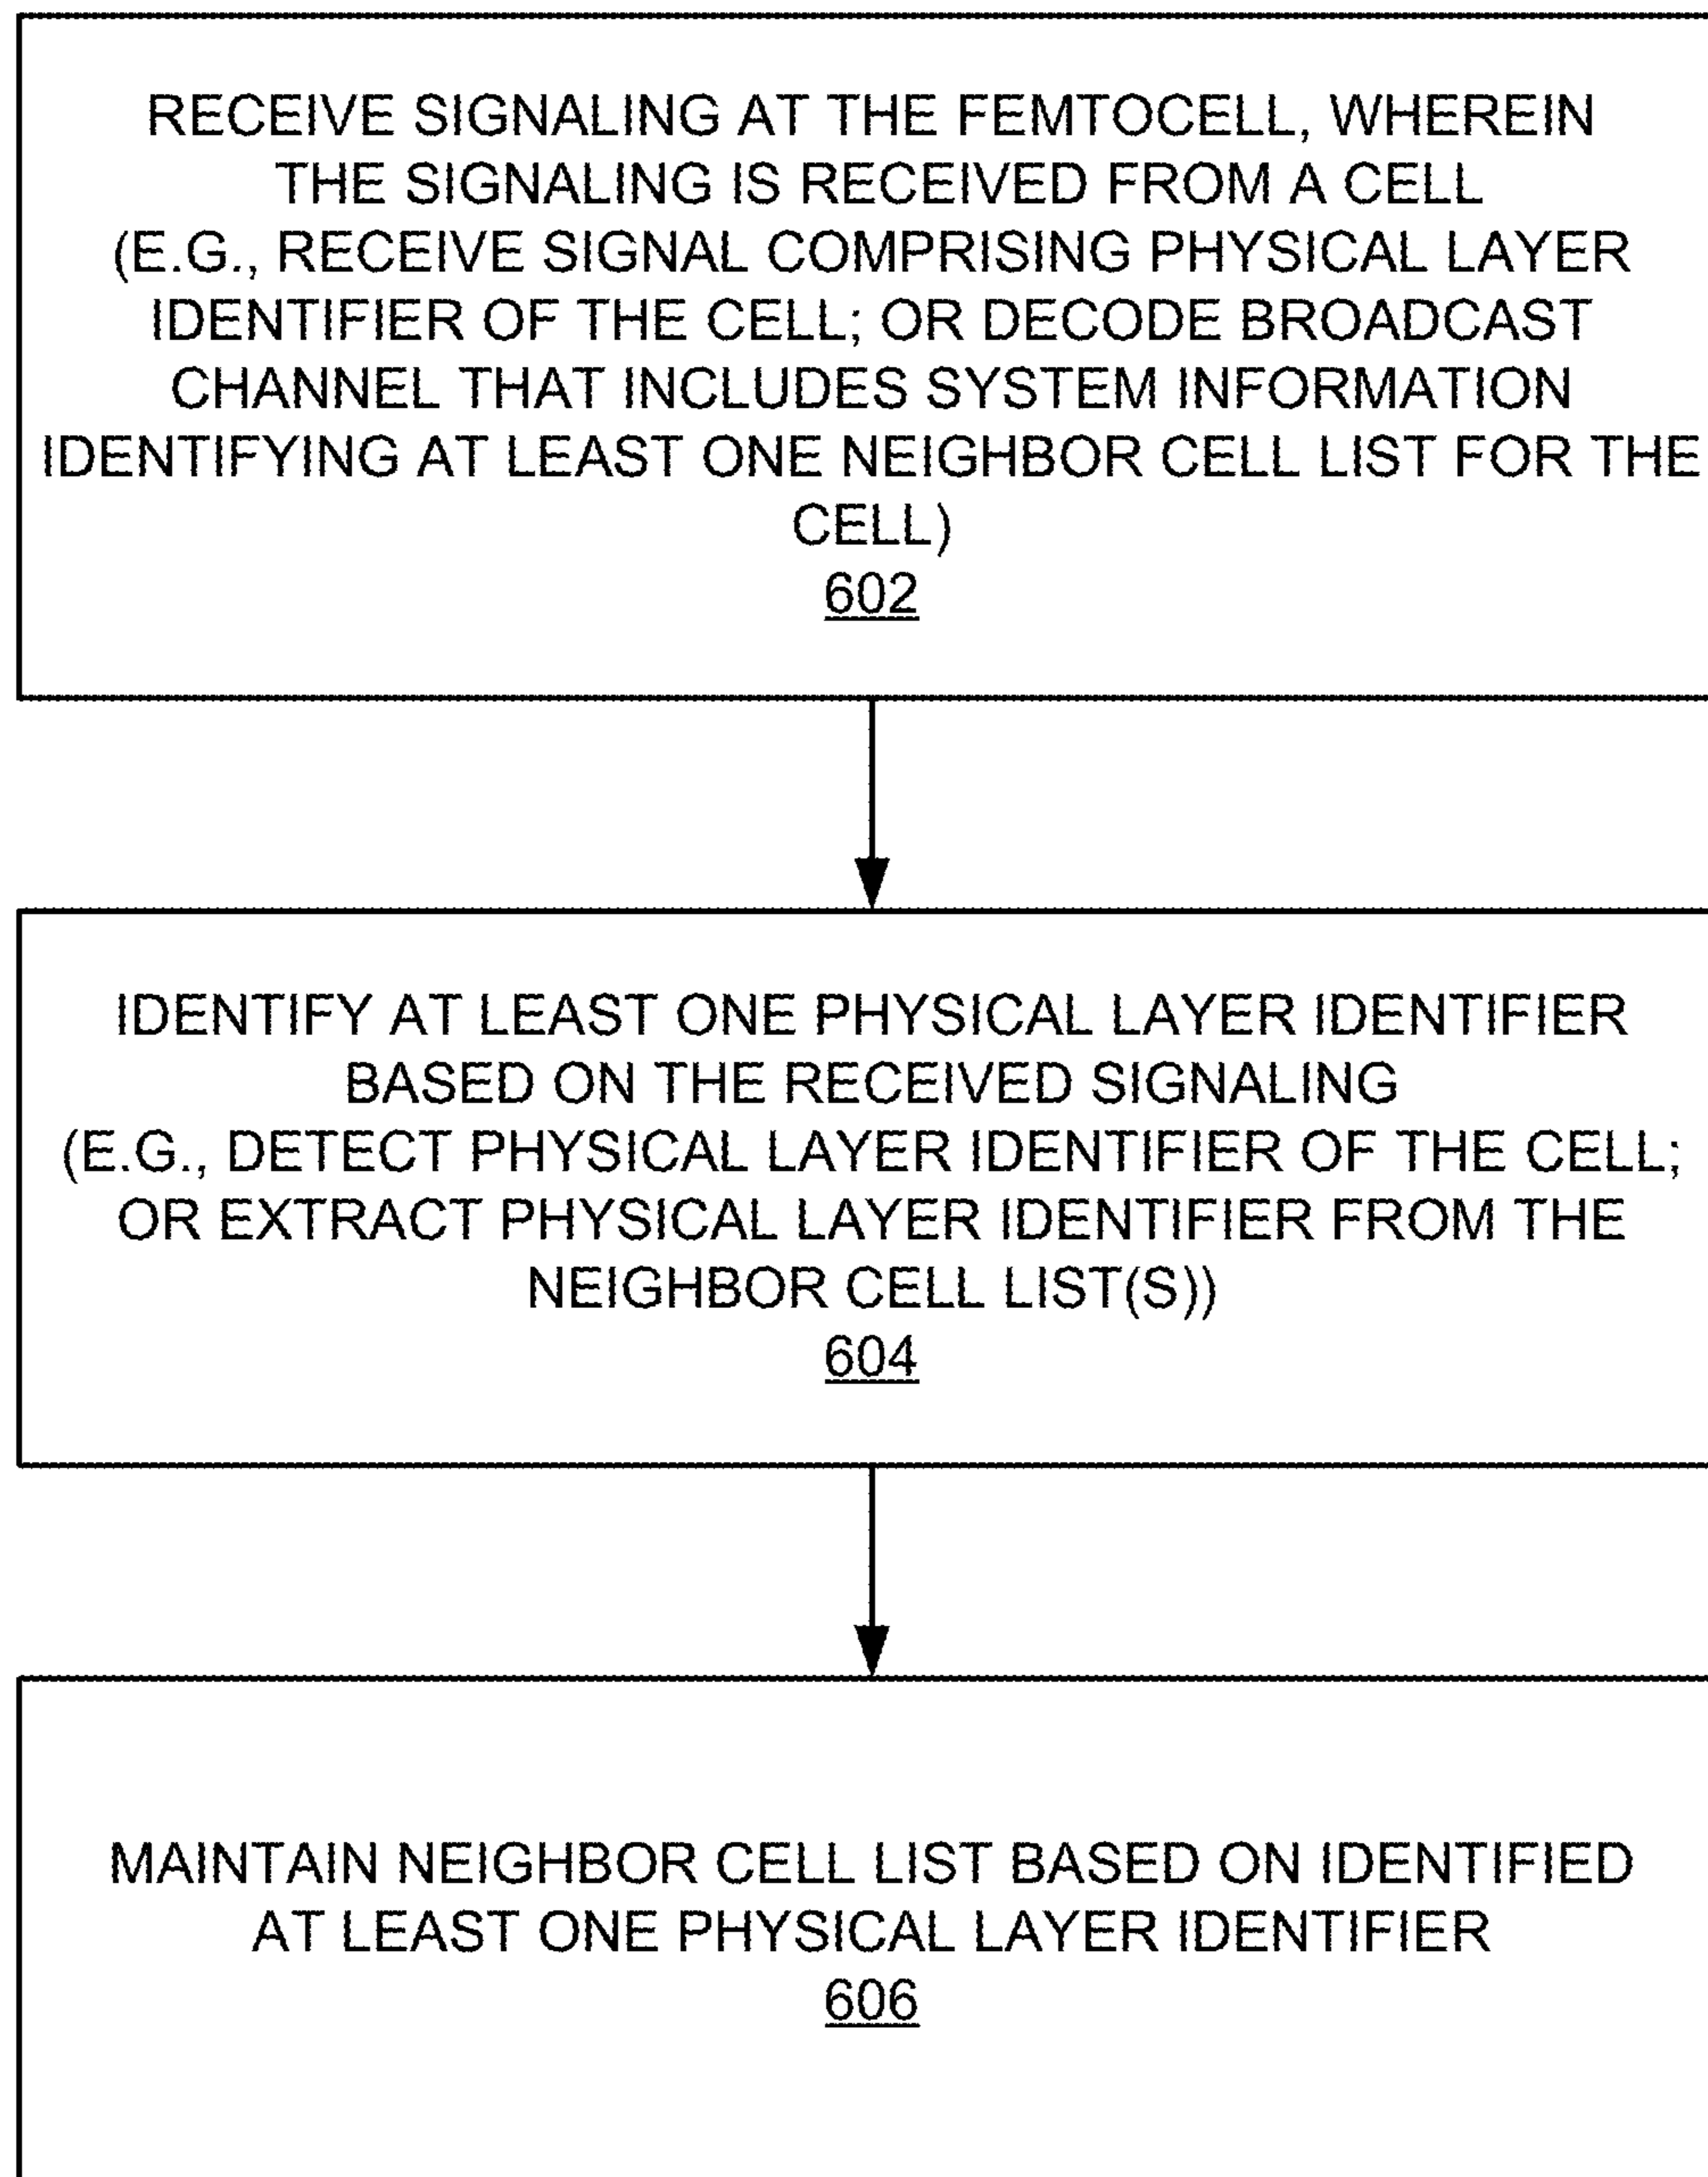 RECEIVE SIGNALING AT THE FEMTOCELL, WHEREIN
THE SIGNALING IS RECEIVED FROM A CELL
(E.G., RECEIVE SIGNAL COMPRISING PHYSICAL LAYER
IDENTIFIER OF THE CELL; OR DECODE BROADCAST
CHANNEL THAT INCLUDES SYSTEM INFORMATION
IDENTIFYING AT LEAST ONE NEIGHBOR CELL LIST FOR THE
CELL)
602
IDENTIFY AT LEAST ONE PHYSICAL LAYER IDENTIFIER
BASED ON THE RECEIVED SIGNALING
(E.G., DETECT PHYSICAL LAYER IDENTIFIER OF THE CELL;
OR EXTRACT PHYSICAL LAYER IDENTIFIER FROM THE
NEIGHBOR CELL LIST(S))
604
MAINTAIN NEIGHBOR CELL LIST BASED ON IDENTIFIED
AT LEAST ONE PHYSICAL LAYER IDENTIFIER
606